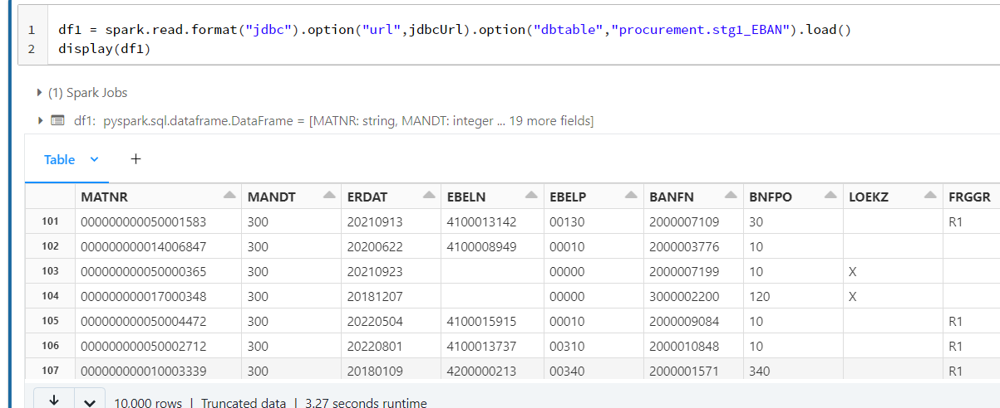 1 df1 = spark.read.format("jdbc").option("url",jdbcUrl).option("dbtable","procurement.stg1_EBAN").load()
2 display(df1)
(1) Spark Jobs
df1: pyspark.sql.dataframe.DataFrame = [MATNR: string, MANDT: integer ... 19 more fields]
Table +
MATNR MANDT ERDAT EBELN EBELP BANFN BNFPO LOEKZ FRGGR
101 000000000050001583 300 20210913 4100013142 00130 2000007109 30 R1
102 000000000014006847 300 20200622 4100008949 00010 2000003776 10
103 000000000050000365 300 20210923 00000 2000007199 10 X
104 000000000017000348 300 20181207 00000 3000002200 120 X
105 000000000050004472 300 20220504 4100015915 00010 2000009084 10 R1
106 000000000050002712 300 20220801 4100013737 00310 2000010848 10 R1
107 000000000010003339 300 20180109 4200000213 00340 2000001571 340 R1
10,000 rows | Truncated data | 3.27 seconds runtime